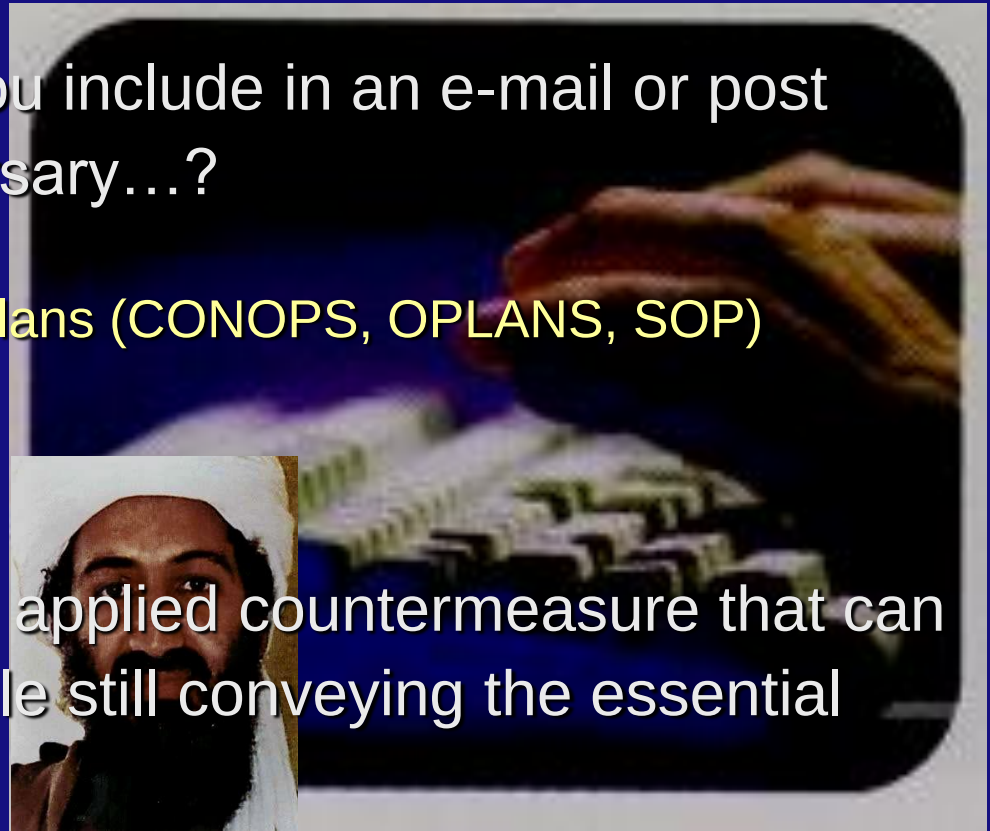 ou include in an e-mail or post
sary…?
lans (CONOPS, OPLANS, SOP)
applied countermeasure that can
le still conveying the essential